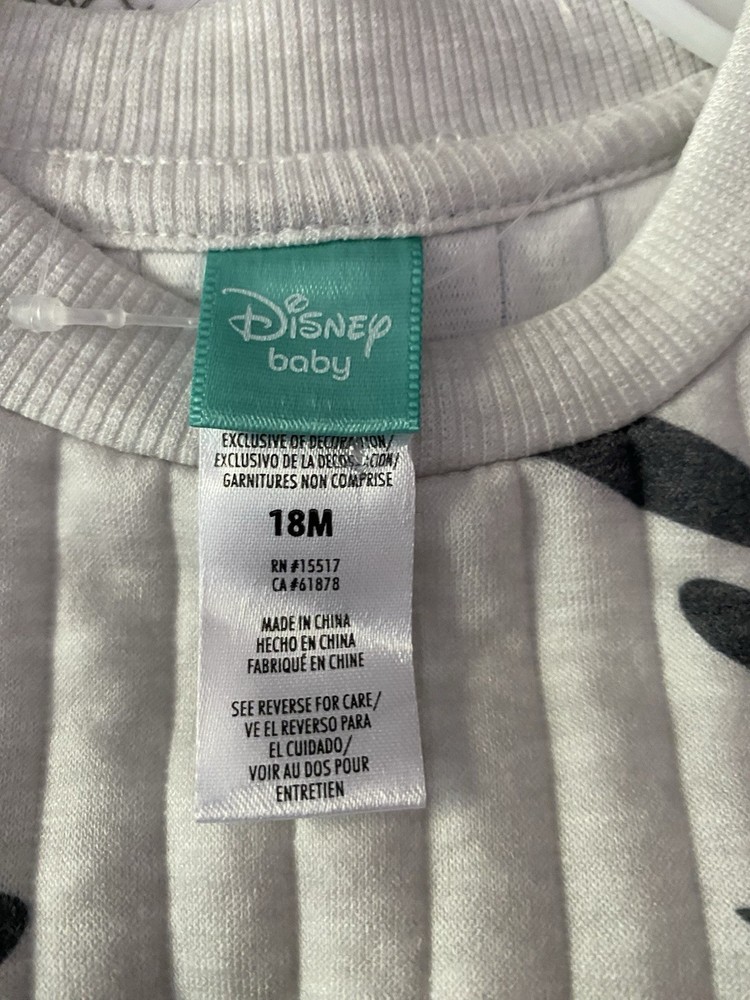 Disney
baby
EXCLUSIVE OF DECORATION/
EXCLUSIVO DE LA DECORACION/
GARNITURES NON COMPRISE
18M
RN #15517
CA #61878
MADE IN CHINA
HECHO EN CHINA
FABRIQUÉ EN CHINE
SEE REVERSE FOR CARE/
VE EL REVERSO PARA
EL CUIDADO/
VOIR AU DOS POUR
ENTRETIEN